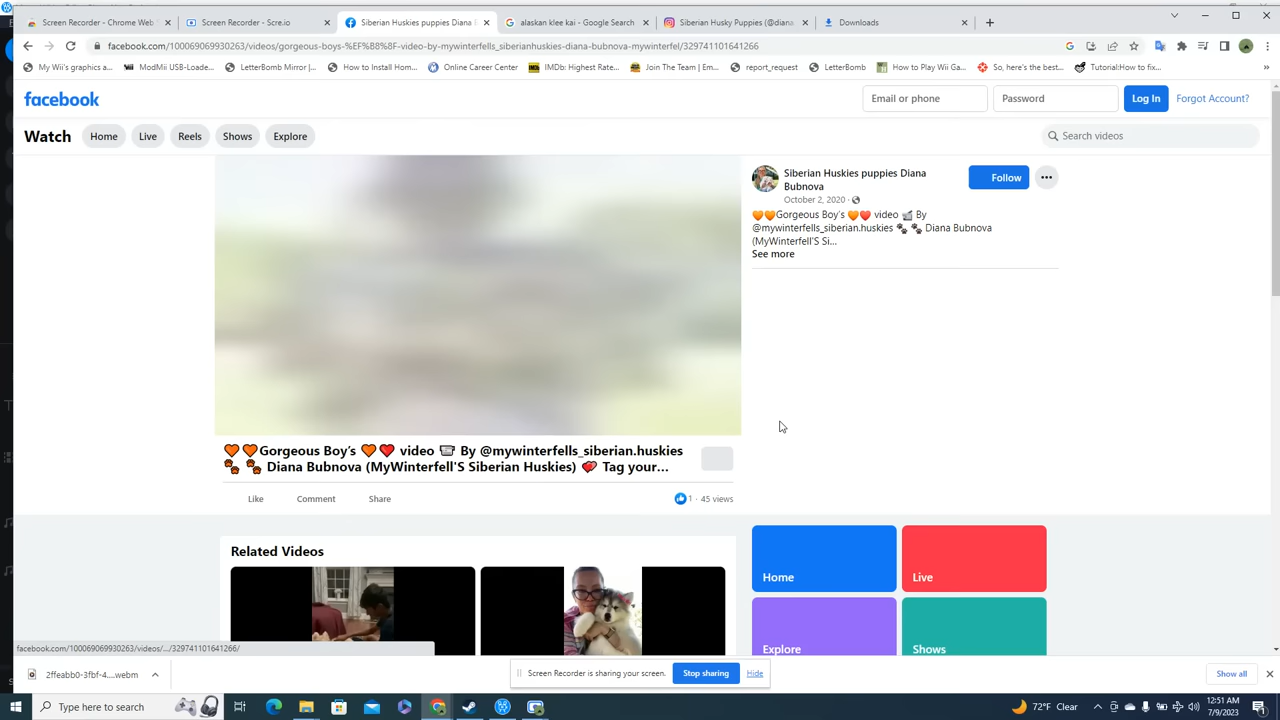 Screen Recorder - Chrome Web
Screen Recorder - Scre.io
Siberian Huskies puppies Diana
alaskan klee kai - Google Search
Siberian Husky Puppies (@diana
Downloads
facebook.com/100069069930263/videos/gorgeous-boys-%EF%B8%8F-video-by-mywinterfells_siberianhuskies-diana-bubnova-mywinterfel/329741101641266
My Wii's graphics a...
ModMii USB-Loade...
LetterBomb Mirror |...
How to Install Hom...
Online Career Center
IMDb: Highest Rate...
Join The Team | Em...
report_request
LetterBomb
How to Play Wii Ga...
So, here's the best...
Tutorial:How to fix...
»
facebook
Email or phone
Password
Log In
Forgot Account?
Watch
Home
Live
Reels
Shows
Explore
Search videos
Siberian Huskies puppies Diana
Bubnova
October 2, 2020 ·
Follow
🧡🧡Gorgeous Boy's 🧡❤️ video 📹 By
@mywinterfells_siberian.huskies 🐾 🐾 Diana Bubnova
(MyWinterfell'S Si...
See more
🧡🧡Gorgeous Boy's 🧡❤️ video 📹 By @mywinterfells_siberian.huskies
🐾 🐾 Diana Bubnova (MyWinterfell'S Siberian Huskies) 💕 Tag your...
Like
Comment
Share
1 · 45 views
Related Videos
Home
Live
Explore
Shows
facebook.com/100069069930263/videos/.../329741101641266/
2ffeabb0-3fbf-4....webm
Screen Recorder is sharing your screen.
Stop sharing
Hide
Show all
Type here to search
72°F Clear
12:51 AM
7/9/2023
1